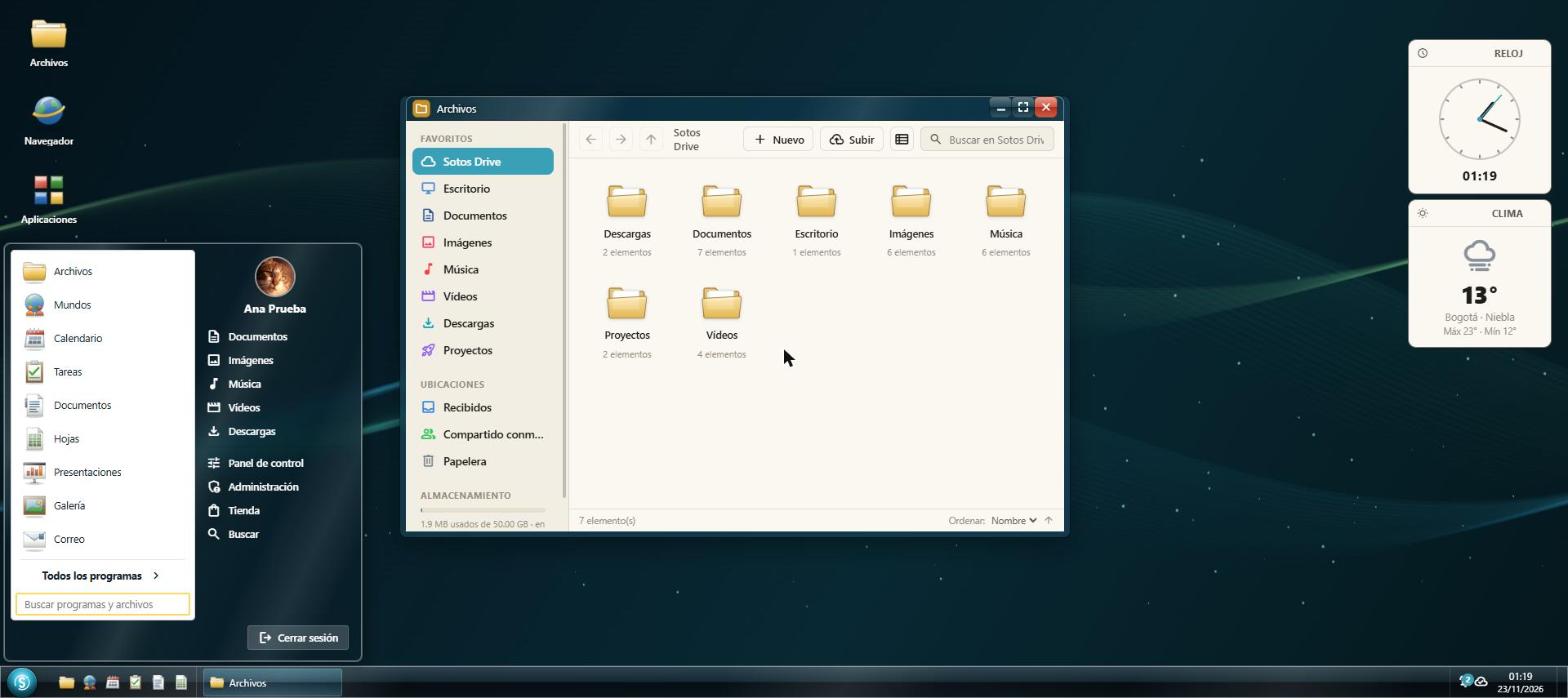 Archivos
Navegador
Aplicaciones
Archivos
Mundos
Calendario
Tareas
Documentos
Hojas
Presentaciones
Galería
Correo
Todos los programas
Buscar programas y archivos
Ana Prueba
Documentos
Imágenes
Música
Vídeos
Descargas
Panel de control
Administración
Tienda
Buscar
Cerrar sesión
Archivos
FAVORITOS
Sotos Drive
Escritorio
Documentos
Imágenes
Música
Vídeos
Descargas
Proyectos
UBICACIONES
Recibidos
Compartido conm...
Papelera
ALMACENAMIENTO
1.9 MB usados de 50.00 GB - en
Sotos
Drive
Nuevo
Subir
Buscar en Sotos Driv
Descargas
2 elementos
Documentos
7 elementos
Escritorio
1 elementos
Imágenes
6 elementos
Música
6 elementos
Proyectos
2 elementos
Vídeos
4 elementos
7 elemento(s)
Ordenar: Nombre
RELOJ
01:19
CLIMA
13°
Bogotá · Niebla
Máx 23° · Mín 12°
Archivos
2
01:19
23/11/2026